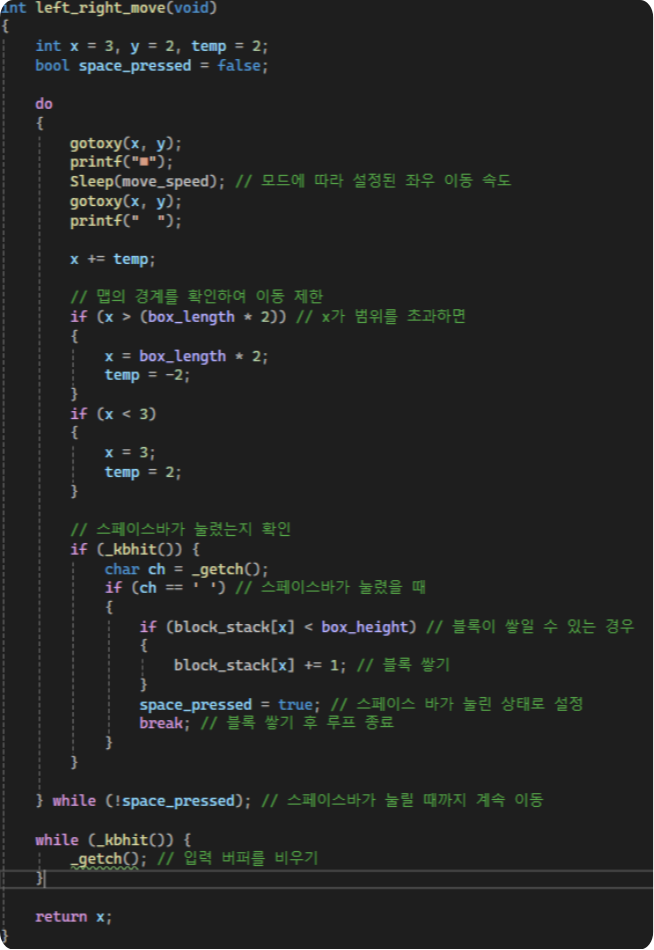 int left_right_move(void)
{
    int x = 3, y = 2, temp = 2;
    bool space_pressed = false;

    do
    {
        gotoxy(x, y);
        printf("■");
        Sleep(move_speed); // 모드에 따라 설정된 좌우 이동 속도
        gotoxy(x, y);
        printf("  ");

        x += temp;

        // 맵의 경계를 확인하여 이동 제한
        if (x > (box_length * 2)) // x가 범위를 초과하면
        {
            x = box_length * 2;
            temp = -2;
        }
        if (x < 3)
        {
            x = 3;
            temp = 2;
        }

        // 스페이스바가 눌렸는지 확인
        if (_kbhit()) {
            char ch = _getch();
            if (ch == ' ') // 스페이스바가 눌렸을 때
            {
                if (block_stack[x] < box_height) // 블록이 쌓일 수 있는 경우
                {
                    block_stack[x] += 1; // 블록 쌓기
                }
                space_pressed = true; // 스페이스 바가 눌린 상태로 설정
                break; // 블록 쌓기 후 루프 종료
            }
        }

    } while (!space_pressed); // 스페이스바가 눌릴 때까지 계속 이동

    while (_kbhit()) {
        _getch(); // 입력 버퍼를 비우기
    }

    return x;
}